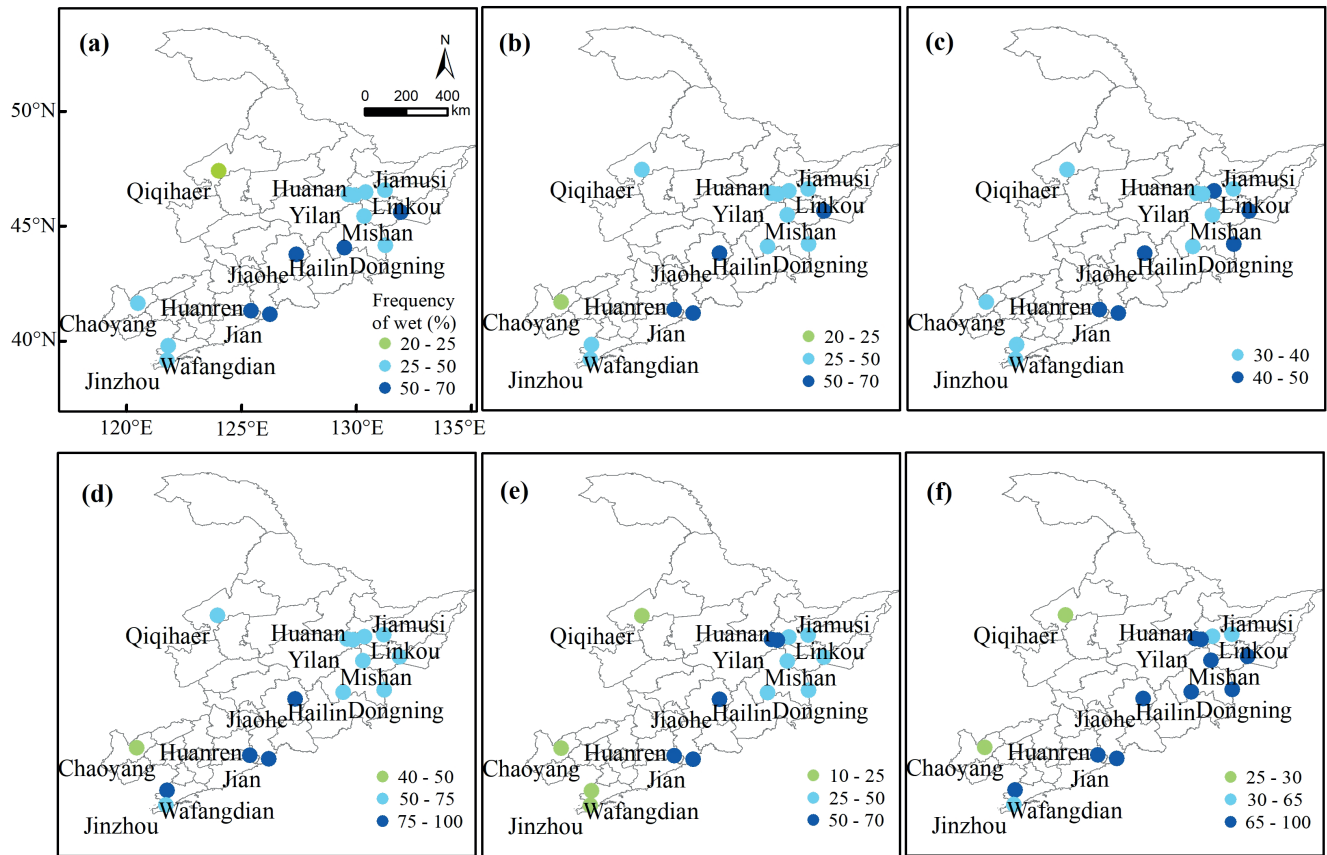 (a)
N
0 200 400
km
50°N
45°N
40°N
Qiqihaer
Huanan
Jiamusi
Yilan
Linkou
Mishan
Jiaohe
Hailin
Dongning
Chaoyang
Huanren
Jian
Wafangdian
Jinzhou
Frequency
of wet (%)
20 - 25
25 - 50
50 - 70
120°E 125°E 130°E 135°E
(b)
Qiqihaer
Huanan
Jiamusi
Yilan
Linkou
Mishan
Jiaohe
Hailin
Dongning
Chaoyang
Huanren
Jian
Wafangdian
Jinzhou
20 - 25
25 - 50
50 - 70
(c)
Qiqihaer
Huanan
Jiamusi
Yilan
Linkou
Mishan
Jiaohe
Hailin
Dongning
Chaoyang
Huanren
Jian
Wafangdian
Jinzhou
30 - 40
40 - 50
(d)
Qiqihaer
Huanan
Jiamusi
Yilan
Linkou
Mishan
Jiaohe
Hailin
Dongning
Chaoyang
Huanren
Jian
Wafangdian
Jinzhou
40 - 50
50 - 75
75 - 100
(e)
Qiqihaer
Huanan
Jiamusi
Yilan
Linkou
Mishan
Jiaohe
Hailin
Dongning
Chaoyang
Huanren
Jian
Wafangdian
Jinzhou
10 - 25
25 - 50
50 - 70
(f)
Qiqihaer
Huanan
Jiamusi
Yilan
Linkou
Mishan
Jiaohe
Hailin
Dongning
Chaoyang
Huanren
Jian
Wafangdian
Jinzhou
25 - 30
30 - 65
65 - 100